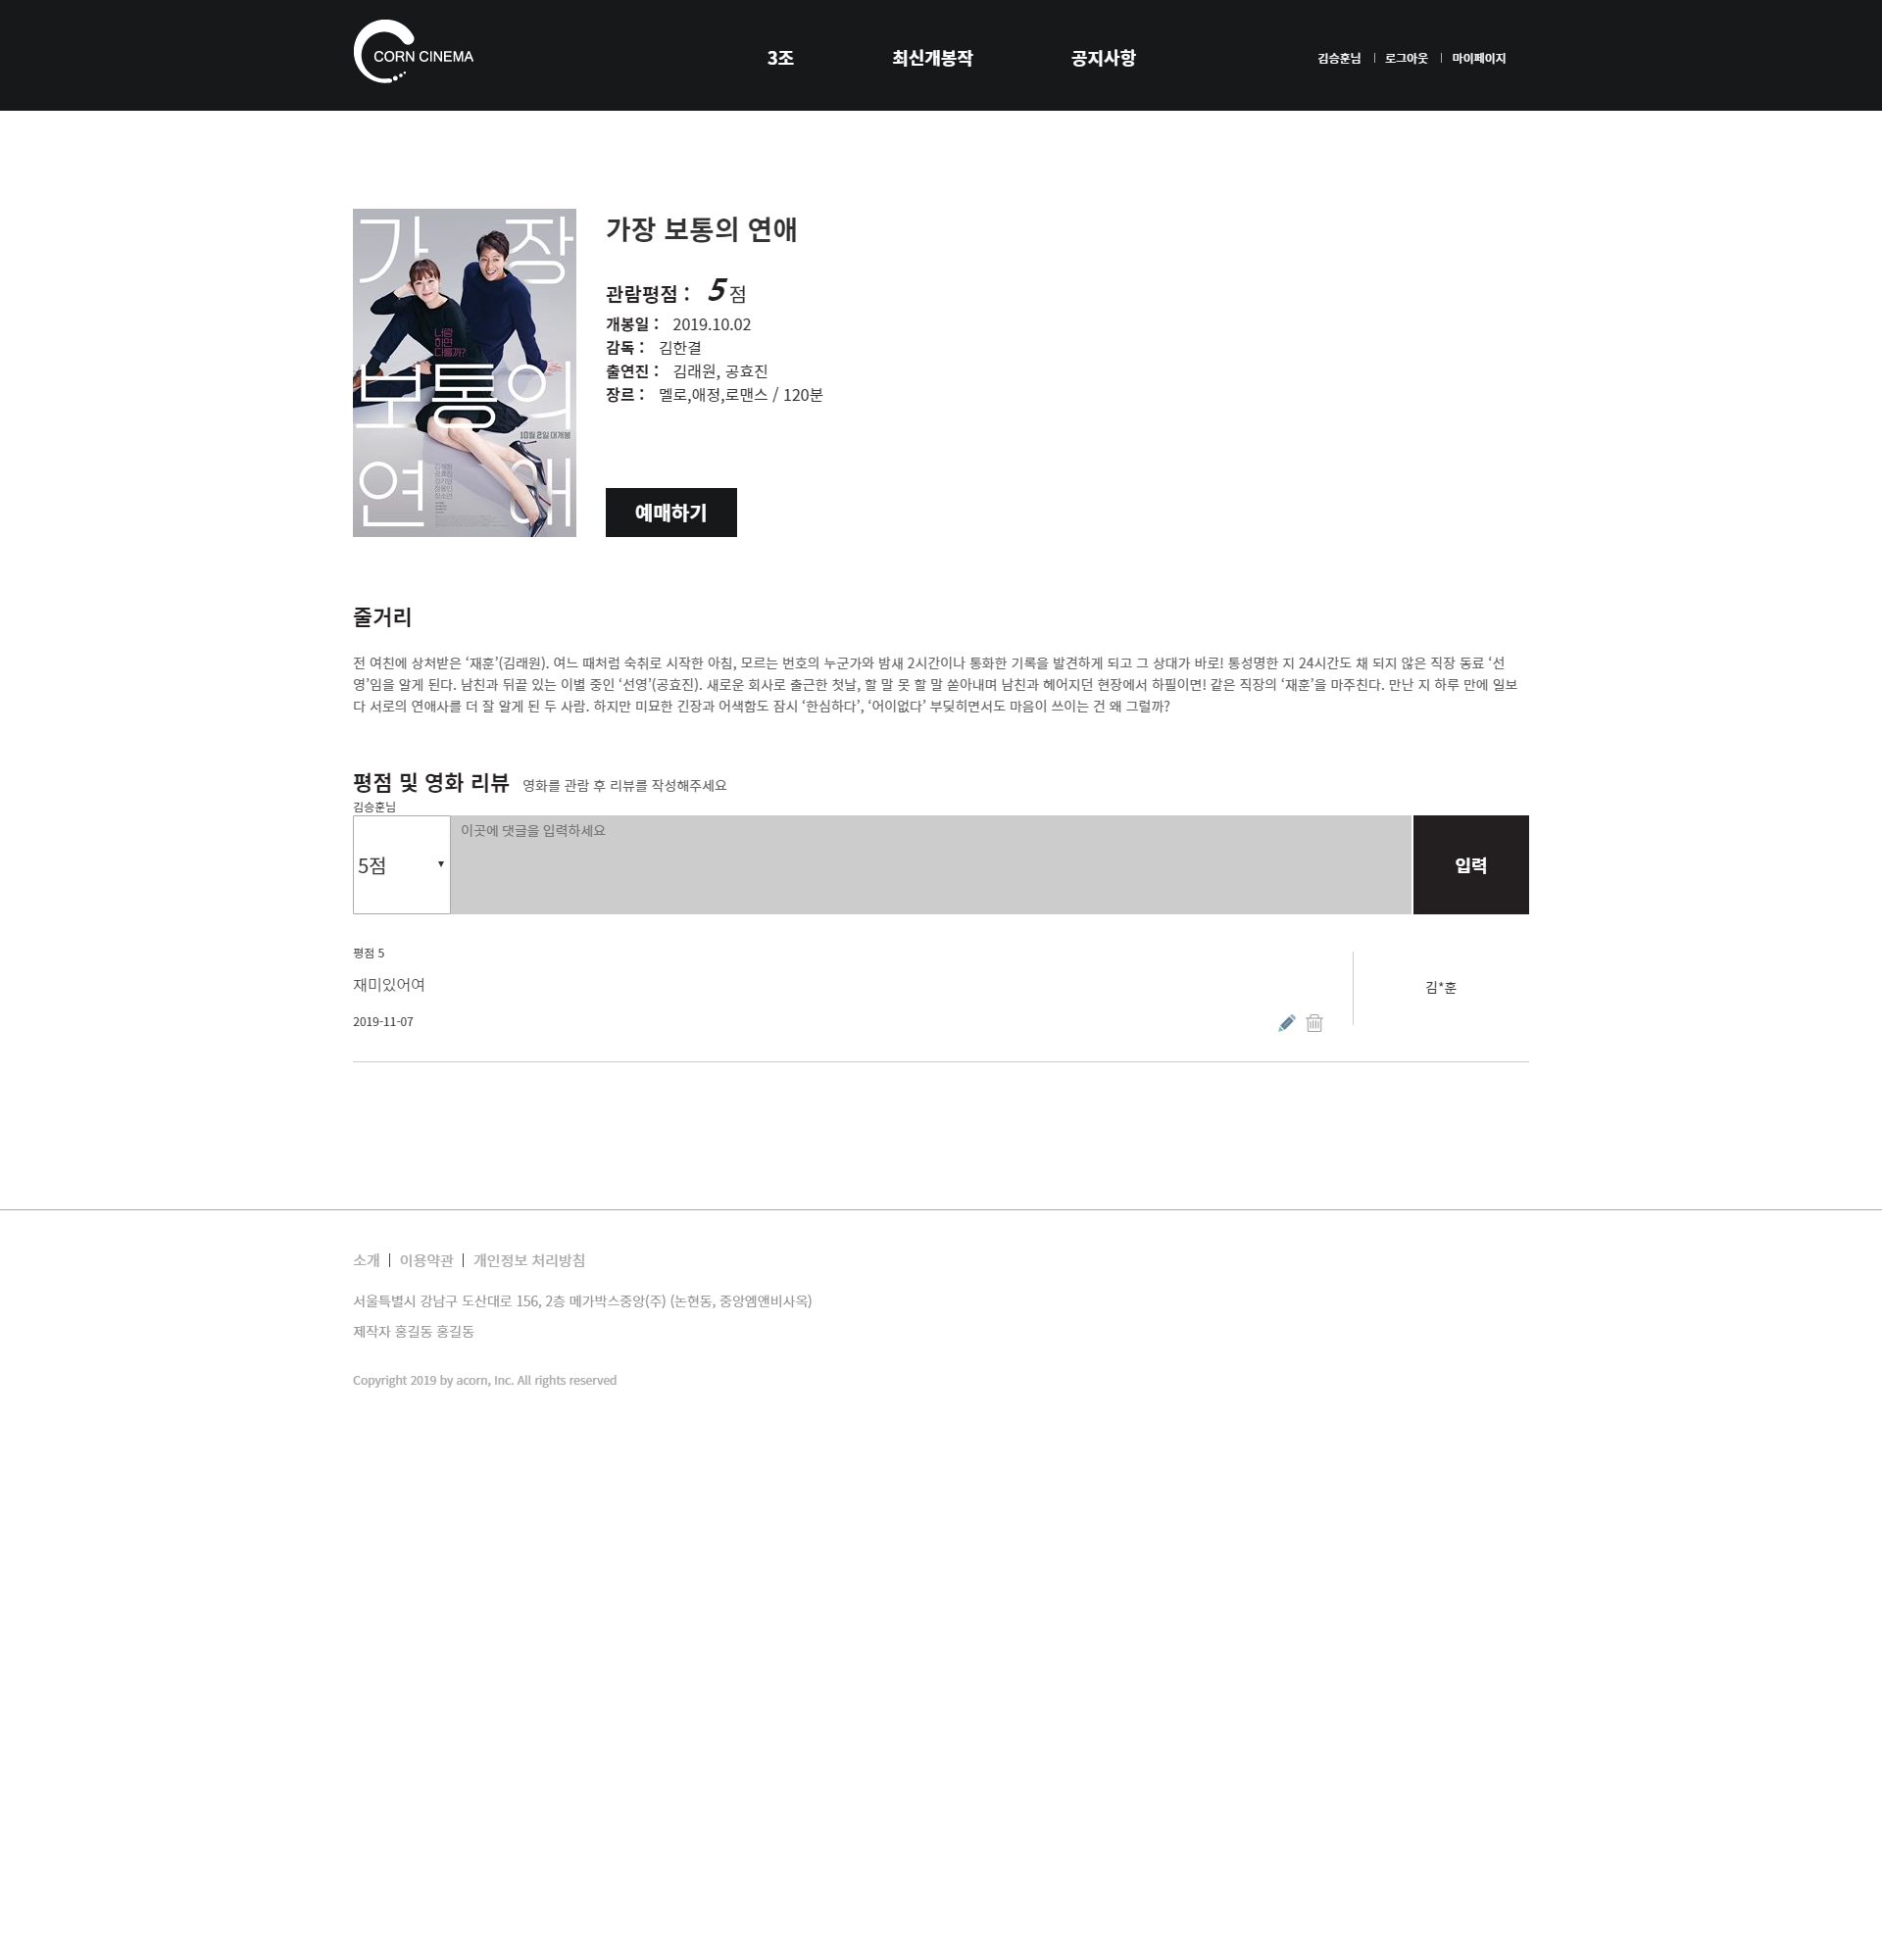 CORN CINEMA
3조
최신개봉작
공지사항
김승훈님
로그아웃
마이페이지
가 장
너랑
하면
다를까?
보통의
10월 2일 대개봉
연 애
가장 보통의 연애
관람평점 : 5 점
개봉일 : 2019.10.02
감독 : 김한결
출연진 : 김래원, 공효진
장르 : 멜로,애정,로맨스 / 120분
예매하기
줄거리
전 여친에 상처받은 ‘재훈’(김래원). 여느 때처럼 숙취로 시작한 아침, 모르는 번호의 누군가와 밤새 2시간이나 통화한 기록을 발견하게 되고 그 상대가 바로! 통성명한 지 24시간도 채 되지 않은 직장 동료 ‘선
영’임을 알게 된다. 남친과 뒤끝 있는 이별 중인 ‘선영’(공효진). 새로운 회사로 출근한 첫날, 할 말 못 할 말 쏟아내며 남친과 헤어지던 현장에서 하필이면! 같은 직장의 ‘재훈’을 마주친다. 만난 지 하루 만에 일보
다 서로의 연애사를 더 잘 알게 된 두 사람. 하지만 미묘한 긴장과 어색함도 잠시 ‘한심하다’, ‘어이없다’ 부딪히면서도 마음이 쓰이는 건 왜 그럴까?
평점 및 영화 리뷰 영화를 관람 후 리뷰를 작성해주세요
김승훈님
5점
이곳에 댓글을 입력하세요
입력
평점 5
재미있어여
2019-11-07
김*훈
소개
이용약관
개인정보 처리방침
서울특별시 강남구 도산대로 156, 2층 메가박스중앙(주) (논현동, 중앙엠앤비사옥)
제작자 홍길동 홍길동
Copyright 2019 by acorn, Inc. All rights reserved